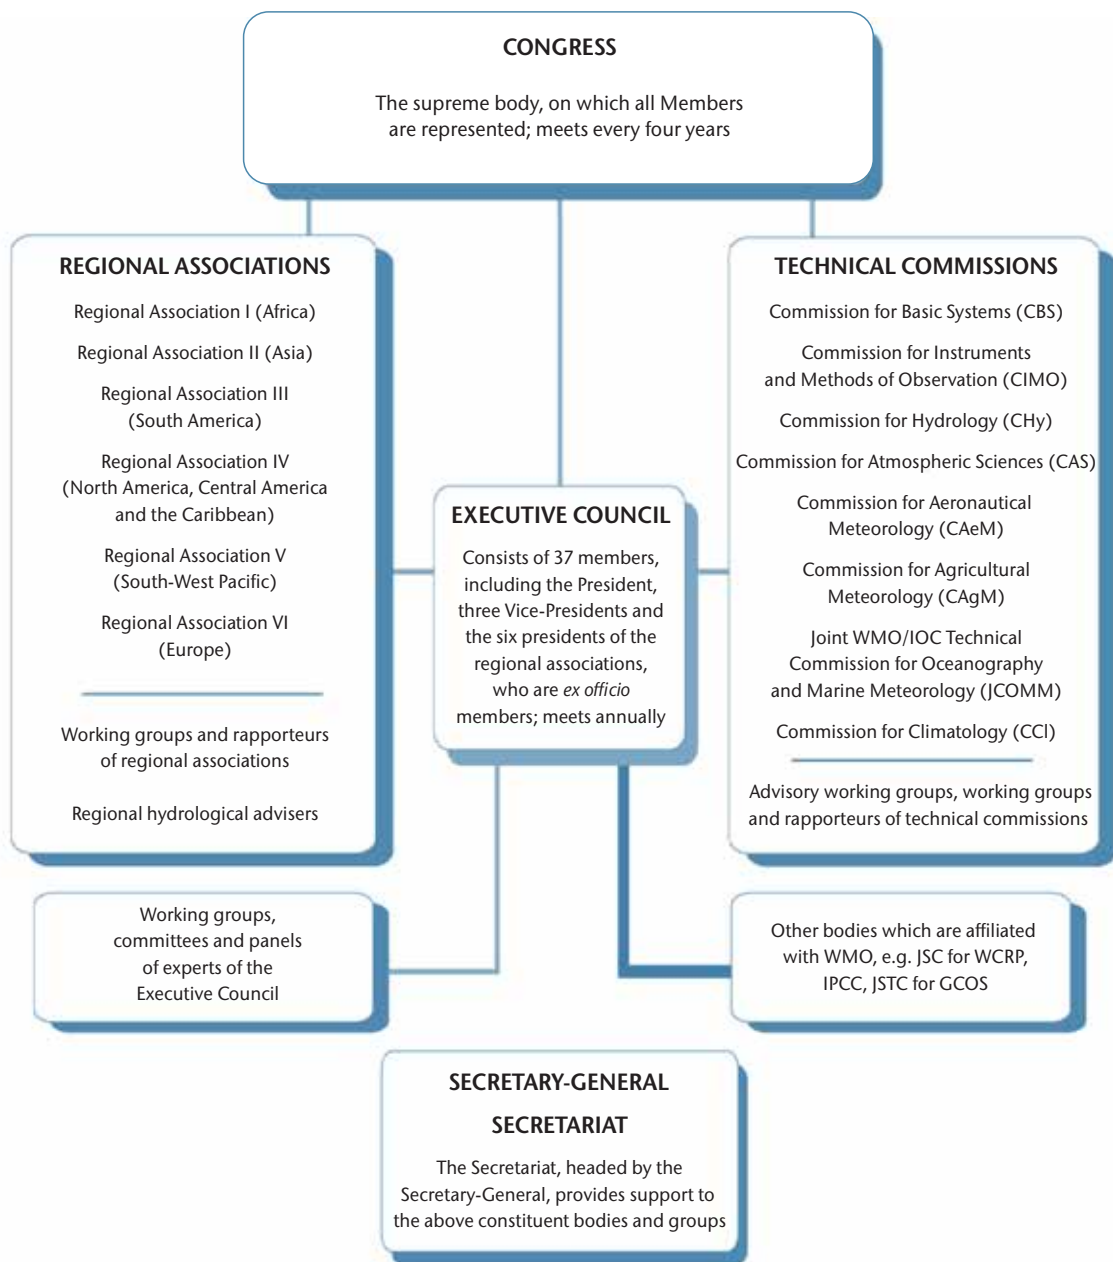 CONGRESS
The supreme body, on which all Members
are represented; meets every four years
REGIONAL ASSOCIATIONS
Regional Association I (Africa)
Regional Association II (Asia)
Regional Association III
(South America)
Regional Association IV
(North America, Central America
and the Caribbean)
Regional Association V
(South-West Pacific)
Regional Association VI
(Europe)
Working groups and rapporteurs
of regional associations
Regional hydrological advisers
EXECUTIVE COUNCIL
Consists of 37 members,
including the President,
three Vice-Presidents and
the six presidents of the
regional associations,
who are ex officio
members; meets annually
TECHNICAL COMMISSIONS
Commission for Basic Systems (CBS)
Commission for Instruments
and Methods of Observation (CIMO)
Commission for Hydrology (CHy)
Commission for Atmospheric Sciences (CAS)
Commission for Aeronautical
Meteorology (CAeM)
Commission for Agricultural
Meteorology (CAgM)
Joint WMO/IOC Technical
Commission for Oceanography
and Marine Meteorology (JCOMM)
Commission for Climatology (CCl)
Advisory working groups, working groups
and rapporteurs of technical commissions
Working groups,
committees and panels
of experts of the
Executive Council
Other bodies which are affiliated
with WMO, e.g. JSC for WCRP,
IPCC, JSTC for GCOS
SECRETARY-GENERAL
SECRETARIAT
The Secretariat, headed by the
Secretary-General, provides support to
the above constituent bodies and groups